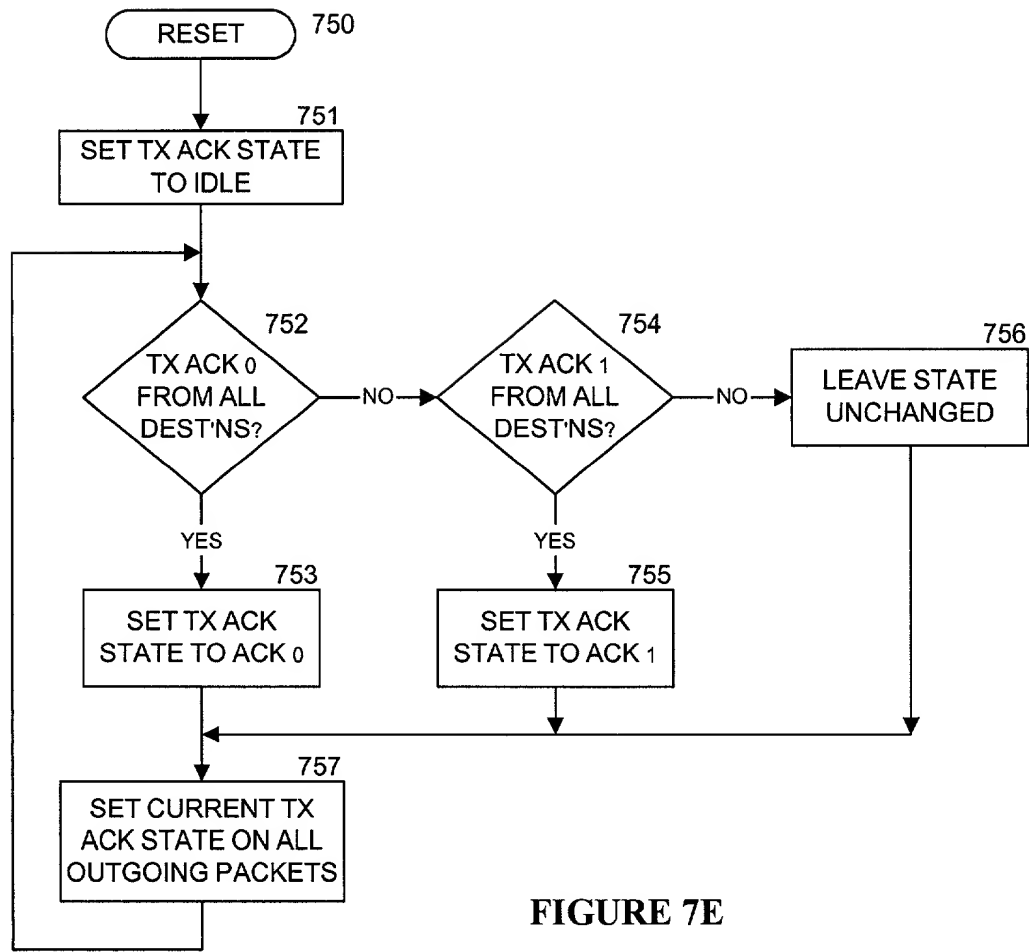 RESET
750
751
SET TX ACK STATE
TO IDLE
752
TX ACK 0
FROM ALL
DEST'NS?
NO
754
TX ACK 1
FROM ALL
DEST'NS?
NO
756
LEAVE STATE
UNCHANGED
YES
753
SET TX ACK
STATE TO ACK 0
YES
755
SET TX ACK
STATE TO ACK 1
757
SET CURRENT TX
ACK STATE ON ALL
OUTGOING PACKETS
FIGURE 7E